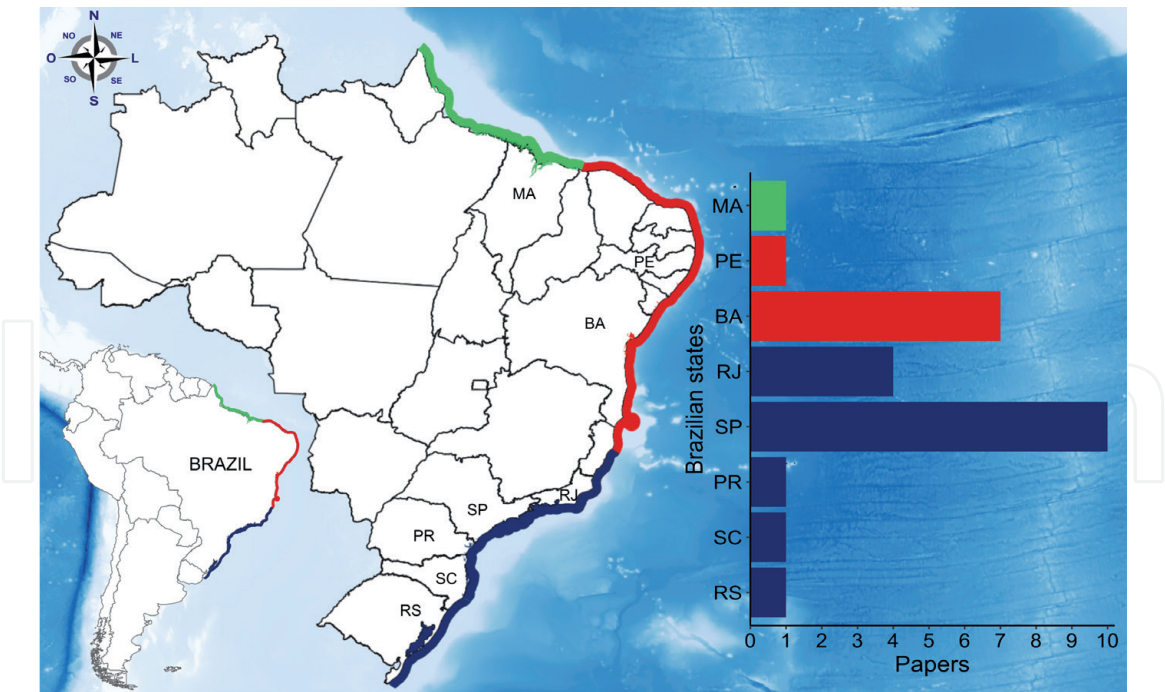 N
NO NE
O L
SO SE
S
MA
PE
BA
SP
RJ
PR
SC
RS
BRAZIL
Brazilian states
MA
PE
BA
RJ
SP
PR
SC
RS
0 1 2 3 4 5 6 7 8 9 10
Papers